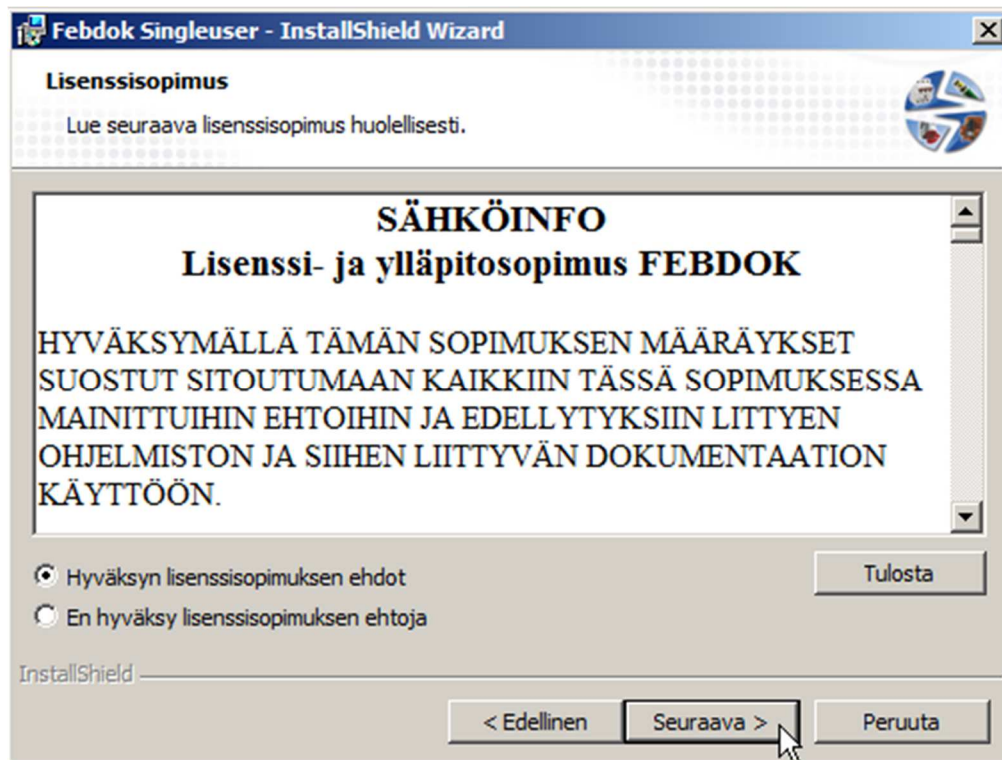 Febdok Singleuser - InstallShield Wizard
Lisenssisopimus
Lue seuraava lisenssisopimus huolellisesti.
SÄHKÖINFO
Lisenssi- ja ylläpitosopimus FEBDOK
HYVÄKSYMÄLLÄ TÄMÄN SOPIMUKSEN MÄÄRÄYKSET
SUOSTUT SITOUTUMAAN KAIKKIIN TÄSSÄ SOPIMUKSESSA
MAINITTUIHIN EHTOIHIN JA EDELLYTYKSIIN LITTYEN
OHJELMISTON JA SIIHEN LIITTYVÄN DOKUMENTAATION
KÄYTTÖÖN.
Hyväksyn lisenssisopimuksen ehdot
Tulosta
En hyväksy lisenssisopimuksen ehtoja
InstallShield
< Edellinen
Seuraava >
Peruuta